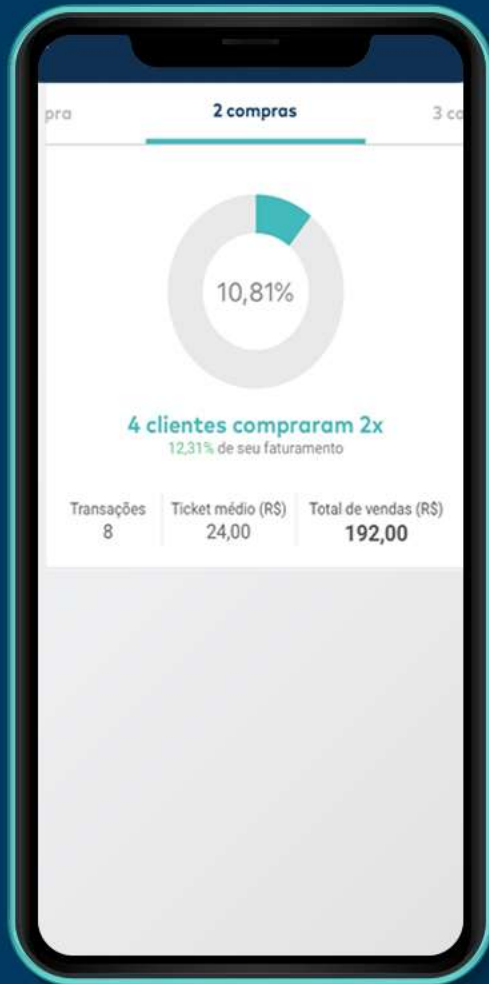 pra 2 compras 3 co
10,81%
4 clientes compraram 2x
12,31% de seu faturamento
Transações Ticket médio (R$) Total de vendas (R$)
8 24,00 192,00